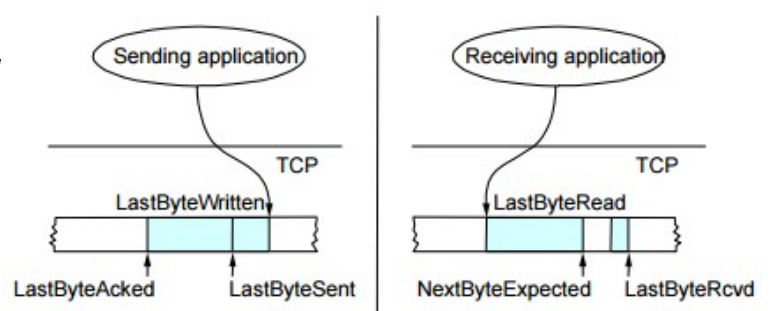 Sending application
Receiving application
TCP
TCP
LastByteWritten
LastByteRead
LastByteAcked
LastByteSent
NextByteExpected
LastByteRcvd